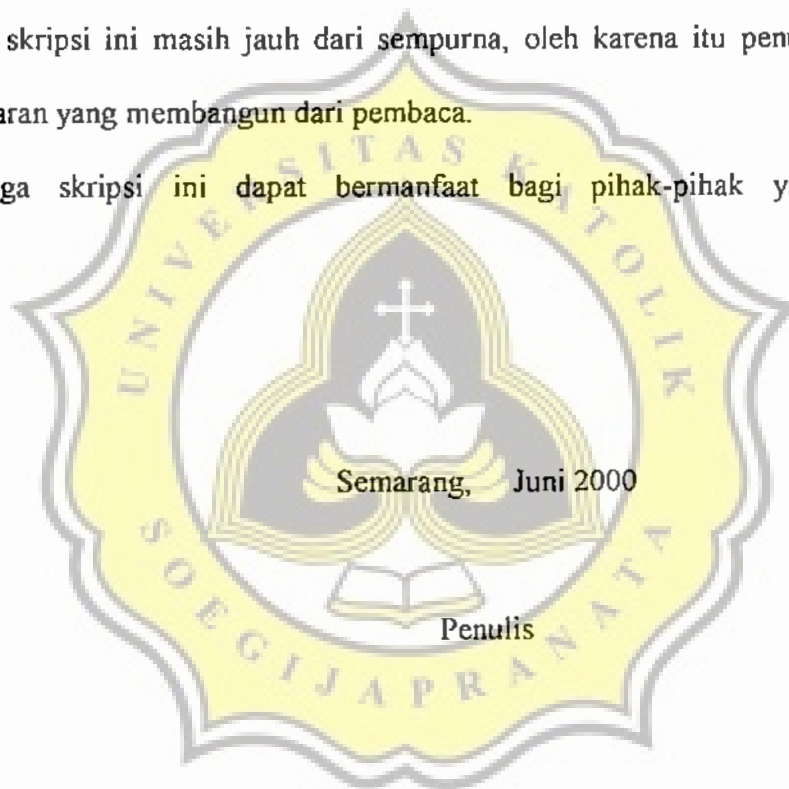 skripsi ini masih jauh dari sempurna, oleh karena itu penu
aran yang membangun dari pembaca.
ga skripsi ini dapat bermanfaat bagi pihak-pihak y
UNIVERSITAS KATOLIK
Semarang, Juni 2000
Penulis
SOEGIJAPRANATA